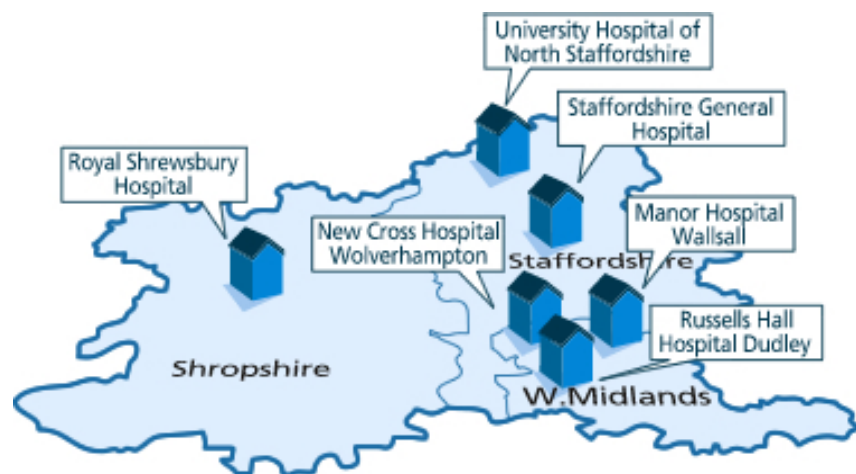 University Hospital of
North Staffordshire
Staffordshire General
Hospital
Royal Shrewsbury
Hospital
New Cross Hospital
Wolverhampton
Manor Hospital
Wallsall
Staffordshire
Russells Hall
Hospital Dudley
Shropshire
W.Midlands